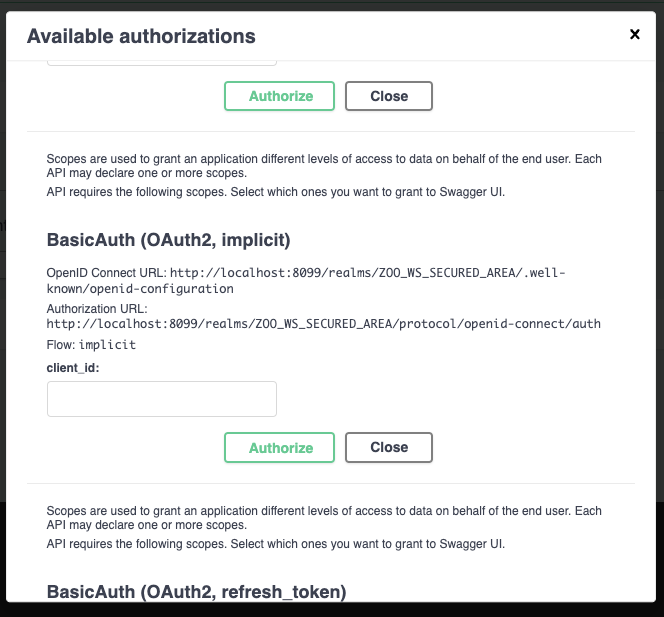 Available authorizations
×
Authorize
Close
Scopes are used to grant an application different levels of access to data on behalf of the end user. Each
API may declare one or more scopes.
API requires the following scopes. Select which ones you want to grant to Swagger UI.
BasicAuth (OAuth2, implicit)
OpenID Connect URL: http://localhost:8099/realms/ZOO_WS_SECURED_AREA/.well-
known/openid-configuration
Authorization URL:
http://localhost:8099/realms/ZOO_WS_SECURED_AREA/protocol/openid-connect/auth
Flow: implicit
client_id:
Authorize
Close
Scopes are used to grant an application different levels of access to data on behalf of the end user. Each
API may declare one or more scopes.
API requires the following scopes. Select which ones you want to grant to Swagger UI.
BasicAuth (OAuth2, refresh_token)